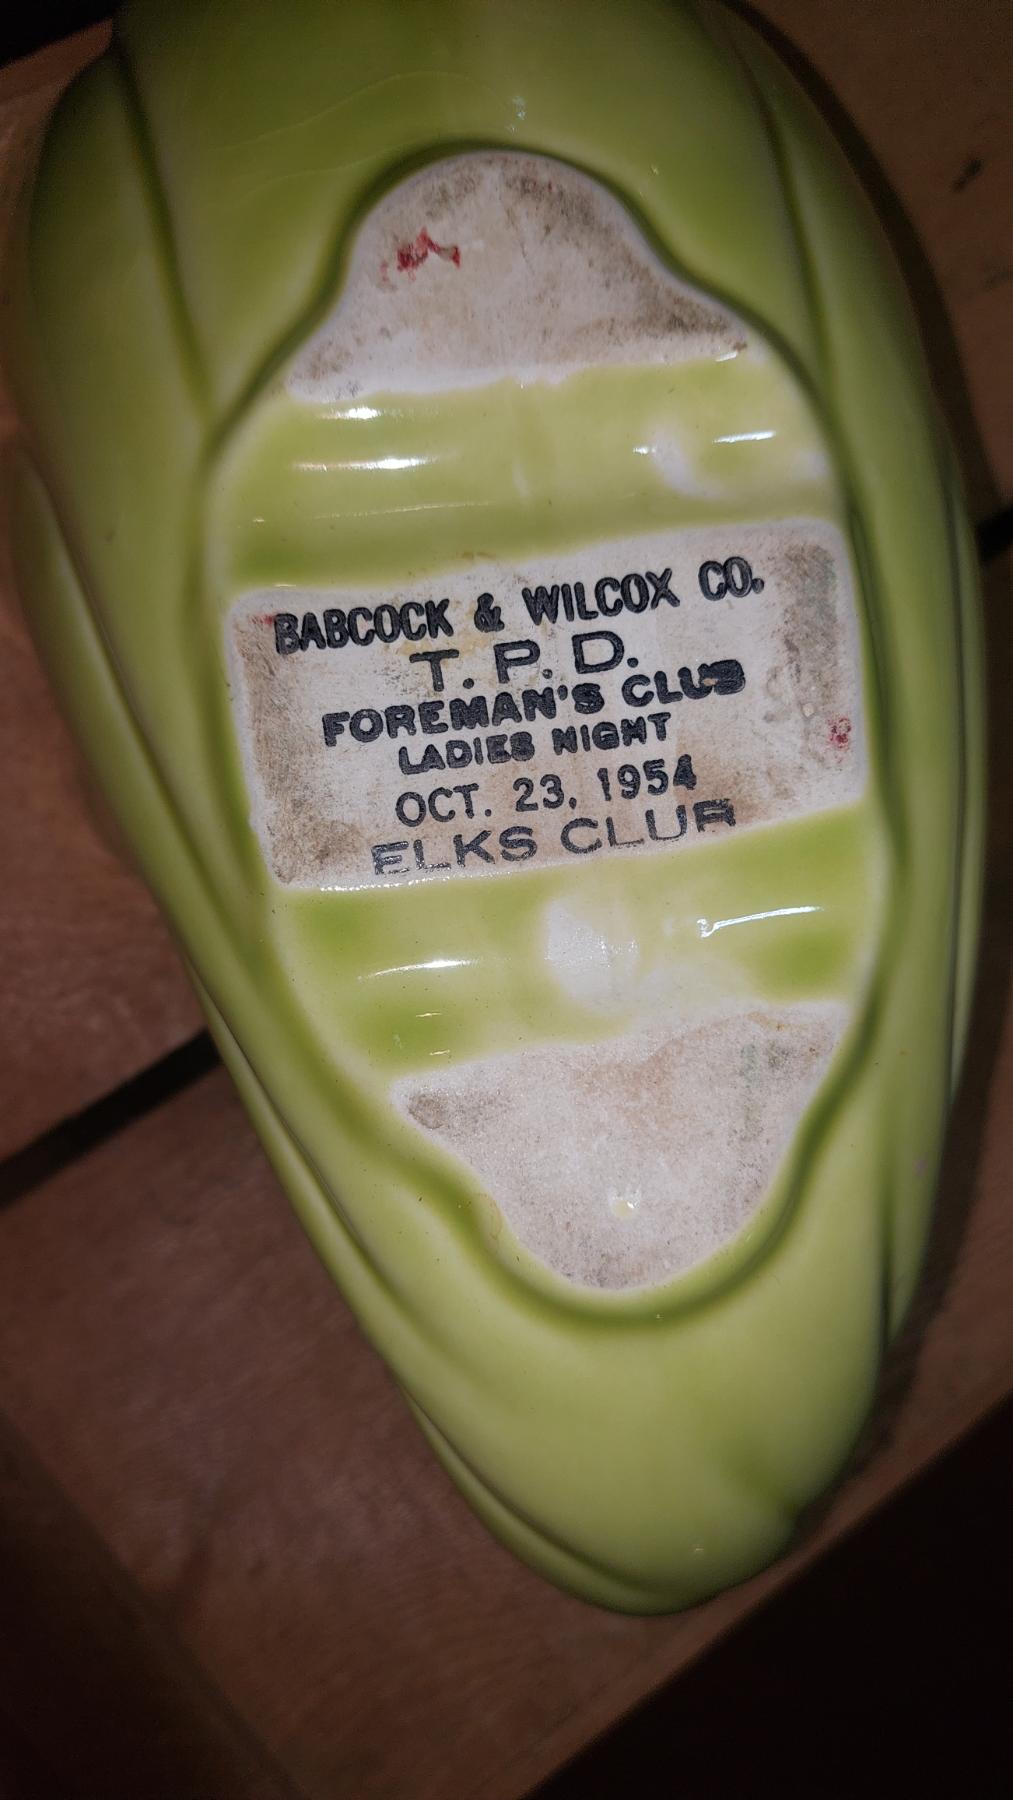 BABCOCK & WILCOX CO.
T. P. D.
FOREMAN'S CLUB
LADIES NIGHT
OCT. 23, 1954
ELKS CLUB